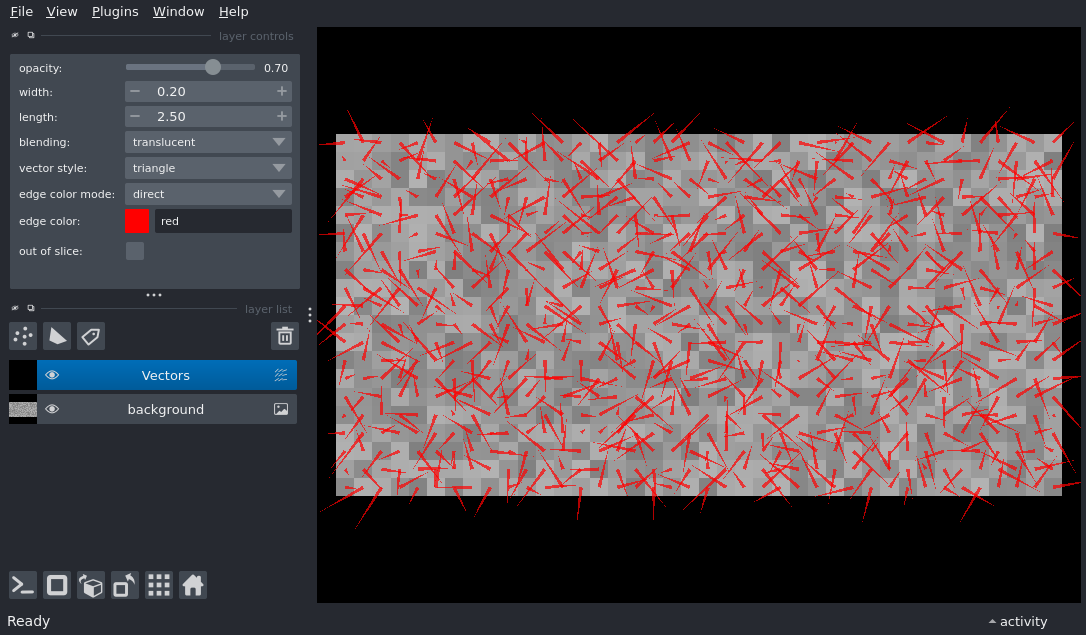 File View Plugins Window Help
layer controls
opacity: 0.70
width: − 0.20 +
length: − 2.50 +
blending: translucent
vector style: triangle
edge color mode: direct
edge color: red
out of slice:
layer list
Vectors
background
Ready
activity